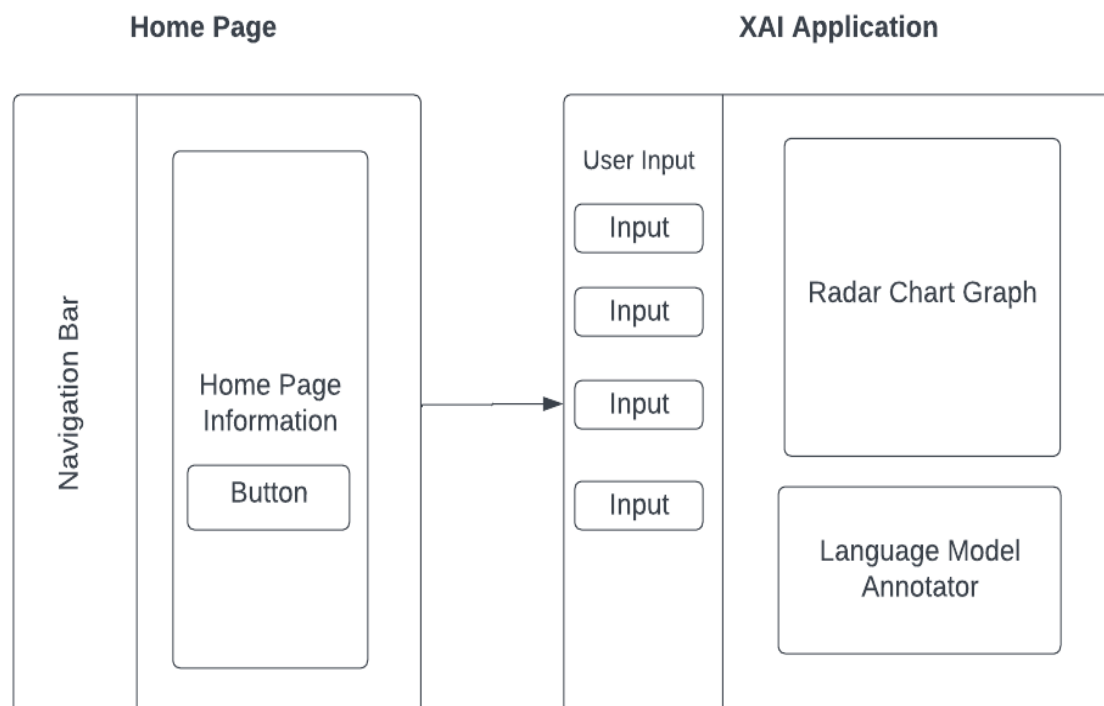 Home Page
XAI Application
Navigation Bar
Home Page
Information
Button
User Input
Input
Input
Input
Input
Radar Chart Graph
Language Model
Annotator